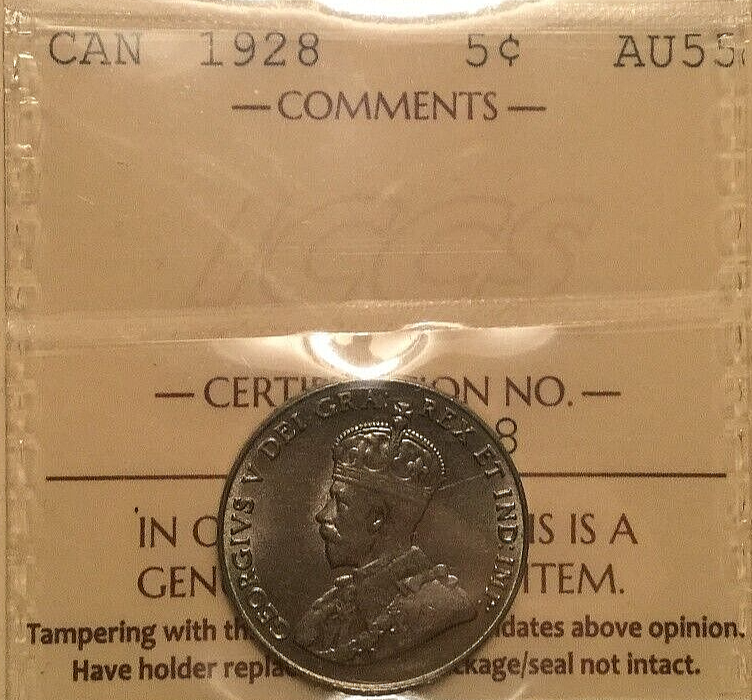 CAN 1928 5¢ AU55
— COMMENTS —
ICCS
— CERTI ON NO. —
8
IN O IS IS A
GEN ITEM.
Tampering with th idates above opinion.
Have holder repla ckage/seal not intact.
GEORGIVS V DEI GRA: REX ET IND:IMP: